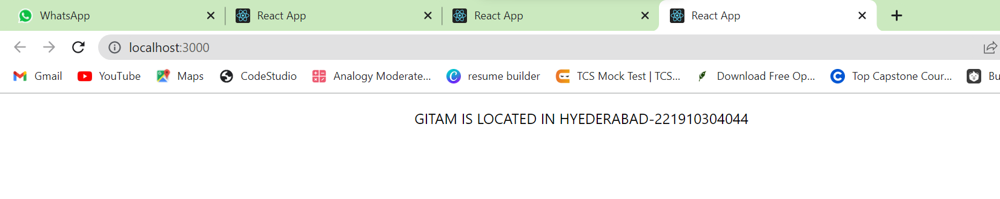 WhatsApp React App React App React App
localhost:3000
Gmail YouTube Maps CodeStudio Analogy Moderate... resume builder TCS Mock Test | TCS... Download Free Op... Top Capstone Cour... Bu
GITAM IS LOCATED IN HYEDERABAD-221910304044